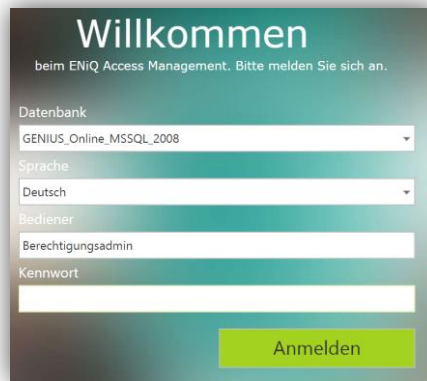 Willkommen
beim ENiQ Access Management. Bitte melden Sie sich an.
Datenbank
GENIUS_Online_MSSQL_2008
Sprache
Deutsch
Bediener
Berechtigungsadmin
Kennwort
Anmelden